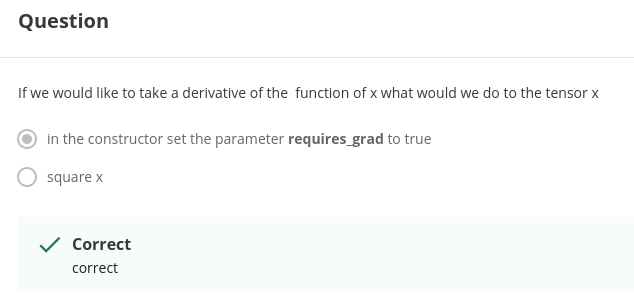 Question
If we would like to take a derivative of the function of x what would we do to the tensor x
in the constructor set the parameter requires_grad to true
square x
Correct
correct